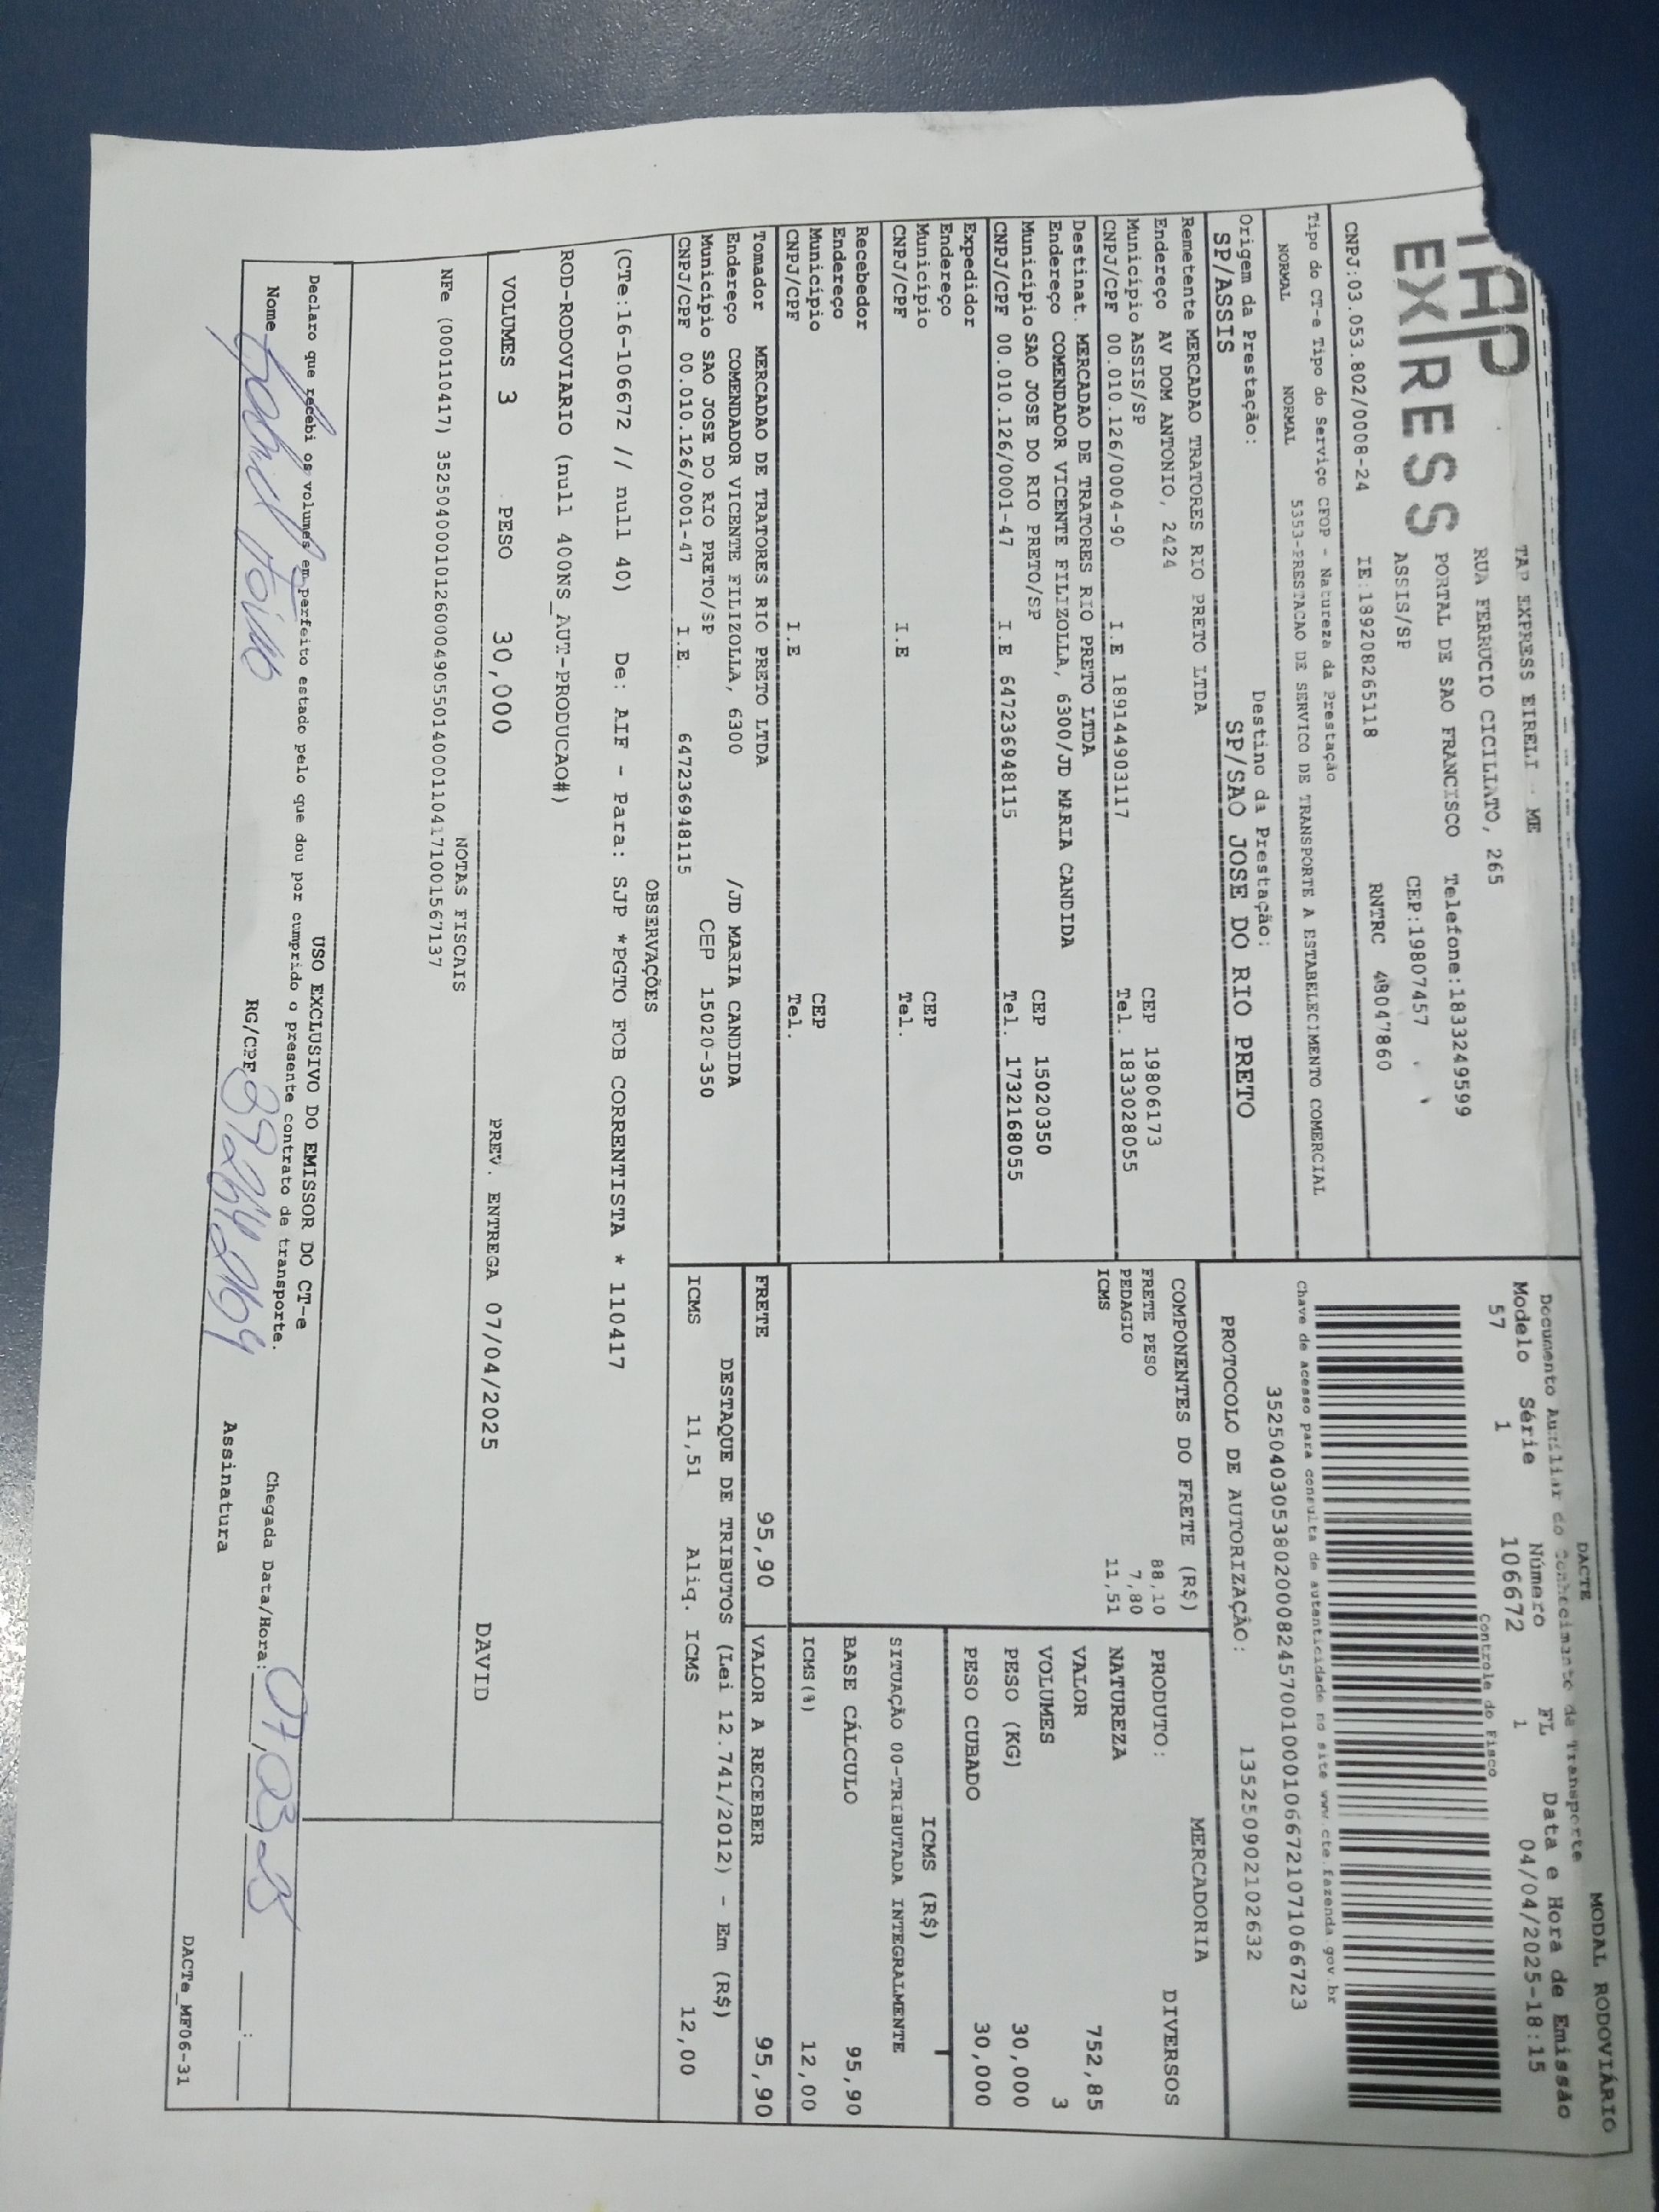 TAP
EXPRESS
TAP EXPRESS EIRELI - ME
RUA FERRUCIO CICILIATO, 265
PORTAL DE SAO FRANCISCO Telefone:1833249599
ASSIS/SP CEP:19807457
CNPJ:03.053.802/0008-24 IE:189208265118 RNTRC 48047860
Tipo do CT-e Tipo do Serviço CFOP - Natureza da Prestação
NORMAL NORMAL 5353-PRESTACAO DE SERVICO DE TRANSPORTE A ESTABELECIMENTO COMERCIAL
Origem da Prestação: Destino da Prestação:
SP/ASSIS SP/SAO JOSE DO RIO PRETO
MODAL RODOVIÁRIO
DACTE
Documento Auxiliar do Conhecimento de Transporte
Modelo Série Número FL Data e Hora de Emissão
57 1 106672 1 04/04/2025-18:15
Controle do Fisco
Chave de acesso para consulta de autenticidade no site www.cte.fazenda.gov.br
35250403053802000824570010001066721071066723
PROTOCOLO DE AUTORIZAÇÃO: 135250902102632
Remetente MERCADAO TRATORES RIO PRETO LTDA
Endereço AV DOM ANTONIO, 2424
Município ASSIS/SP CEP 19806173
CNPJ/CPF 00.010.126/0004-90 I.E 189144903117 Tel. 1833028055
Destinat. MERCADAO DE TRATORES RIO PRETO LTDA
Endereço COMENDADOR VICENTE FILIZOLLA, 6300/JD MARIA CANDIDA
Município SAO JOSE DO RIO PRETO/SP CEP 15020350
CNPJ/CPF 00.010.126/0001-47 I.E 647236948115 Tel. 1732168055
Expedidor
Endereço
Município CEP
CNPJ/CPF I.E Tel.
Recebedor
Endereço
Município CEP
CNPJ/CPF I.E Tel.
Tomador MERCADAO DE TRATORES RIO PRETO LTDA
Endereço COMENDADOR VICENTE FILIZOLLA, 6300 /JD MARIA CANDIDA
Município SAO JOSE DO RIO PRETO/SP CEP 15020-350
CNPJ/CPF 00.010.126/0001-47 I.E. 647236948115
COMPONENTES DO FRETE (R$)
FRETE PESO 88,10
PEDAGIO 7,80
ICMS 11,51
MERCADORIA
PRODUTO: DIVERSOS
NATUREZA
VALOR 752,85
VOLUMES 3
PESO (KG) 30,000
PESO CUBADO 30,000
ICMS (R$)
SITUAÇÃO 00-TRIBUTADA INTEGRALMENTE
BASE CÁLCULO 95,90
ICMS(%) 12,00
FRETE 95,90 VALOR A RECEBER 95,90
DESTAQUE DE TRIBUTOS (Lei 12.741/2012) - Em (R$)
ICMS 11,51 Aliq. ICMS 12,00
OBSERVAÇÕES
(CTe:16-106672 // null 40) De: AIF - Para: SJP *PGTO FOB CORRENTISTA * 110417
ROD-RODOVIARIO (null 400NS_AUT-PRODUCAO#)
VOLUMES 3 PESO 30,000 PREV. ENTREGA 07/04/2025 DAVID
NOTAS FISCAIS
NFe (000110417) 35250400010126000490550140001104171001567137
USO EXCLUSIVO DO EMISSOR DO CT-e
Declaro que recebi os volumes em perfeito estado pelo que dou por cumprido o presente contrato de transporte.
Nome Gabriel RG/CPF Chegada Data/Hora: 07,03,25 __:__
Assinatura
DACTe_MF06-31